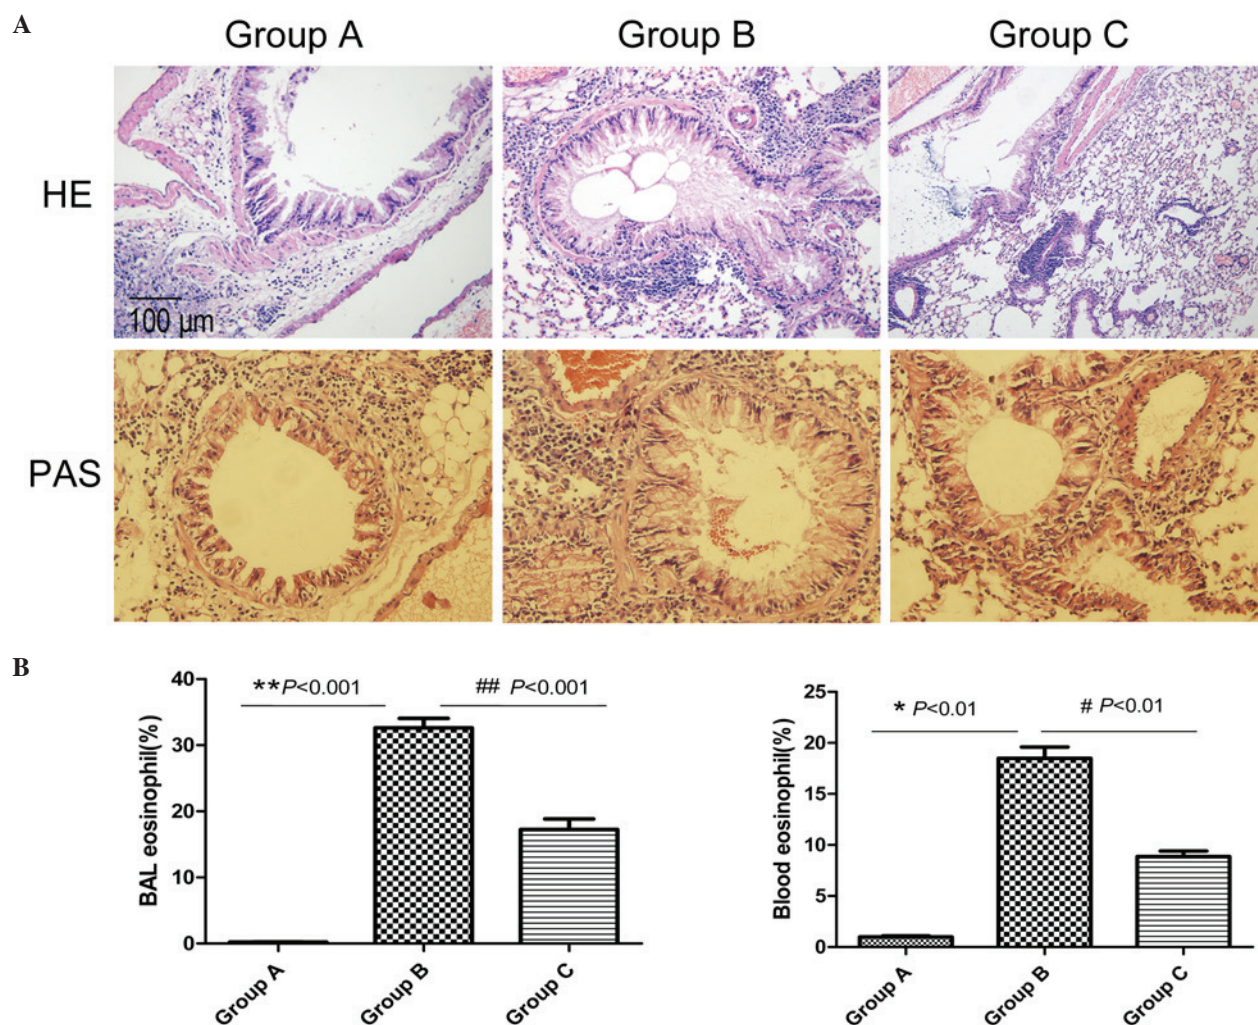 A
Group A Group B Group C
HE
100 µm
PAS
B
40
30
20
10
0
BAL eosinophil(%)
**P<0.001 ## P<0.001
Group A
Group B
Group C
25
20
15
10
5
0
Blood eosinophil(%)
* P<0.01 # P<0.01
Group A
Group B
Group C